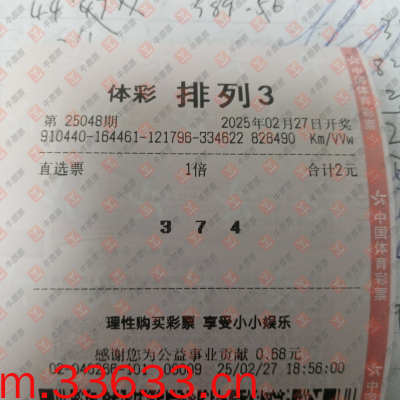 389.56
体彩 排列3
第 25048期 2025年02月27日开奖
910440-164461-121796-334622 826490 Km/VVw
直选票 1倍 合计2元
3 7 4
理性购买彩票 享受小小娱乐
感谢您为公益事业贡献 0.68元
25/02/27 18:56:00
m.33633.cn
中国体育彩票